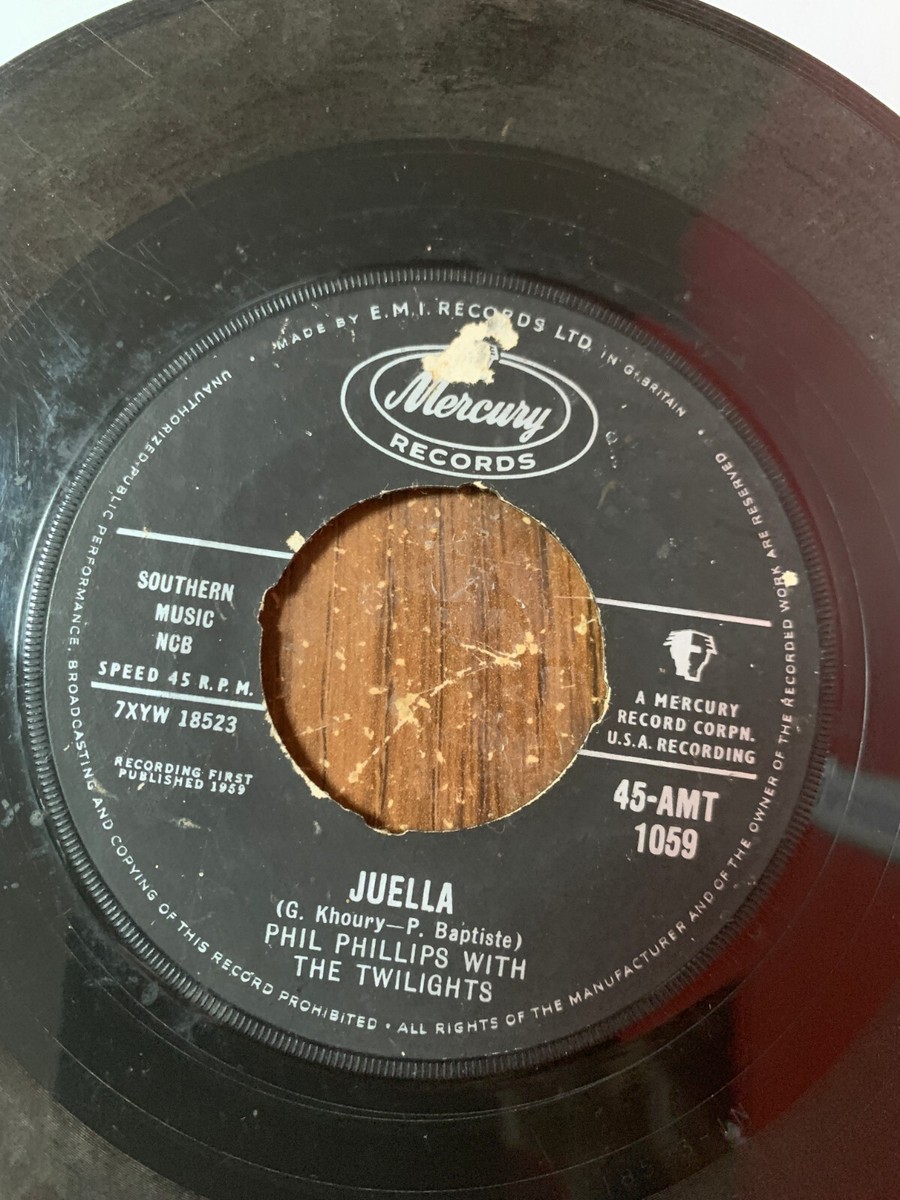 MADE BY E.M.I. RECORDS LTD IN GT.BRITAIN
Mercury
RECORDS
SOUTHERN
MUSIC
NCB
SPEED 45 R.P.M.
7XYW 18523
RECORDING FIRST
PUBLISHED 1959
A MERCURY
RECORD CORPN.
U.S.A. RECORDING
45-AMT
1059
JUELLA
(G. Khoury—P. Baptiste)
PHIL PHILLIPS WITH
THE TWILIGHTS
UNAUTHORIZED PUBLIC PERFORMANCE, BROADCASTING AND COPYING OF THIS RECORD PROHIBITED • ALL RIGHTS OF THE MANUFACTURER AND OF THE OWNER OF THE RECORDED WORK ARE RESERVED